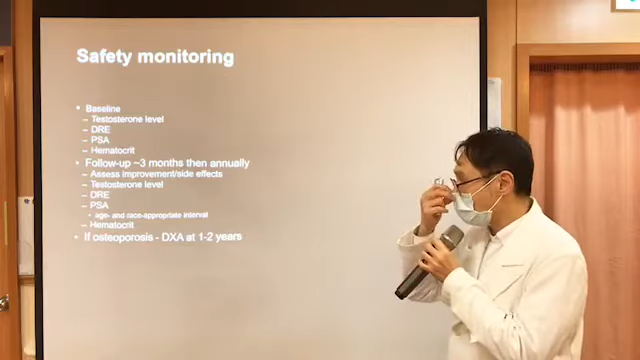 Safety monitoring
• Baseline
– Testosterone level
– DRE
– PSA
– Hematocrit
• Follow-up ~3 months then annually
– Assess improvement/side effects
– Testosterone level
– DRE
– PSA
• age- and race-appropriate interval
– Hematocrit
• If osteoporosis - DXA at 1-2 years